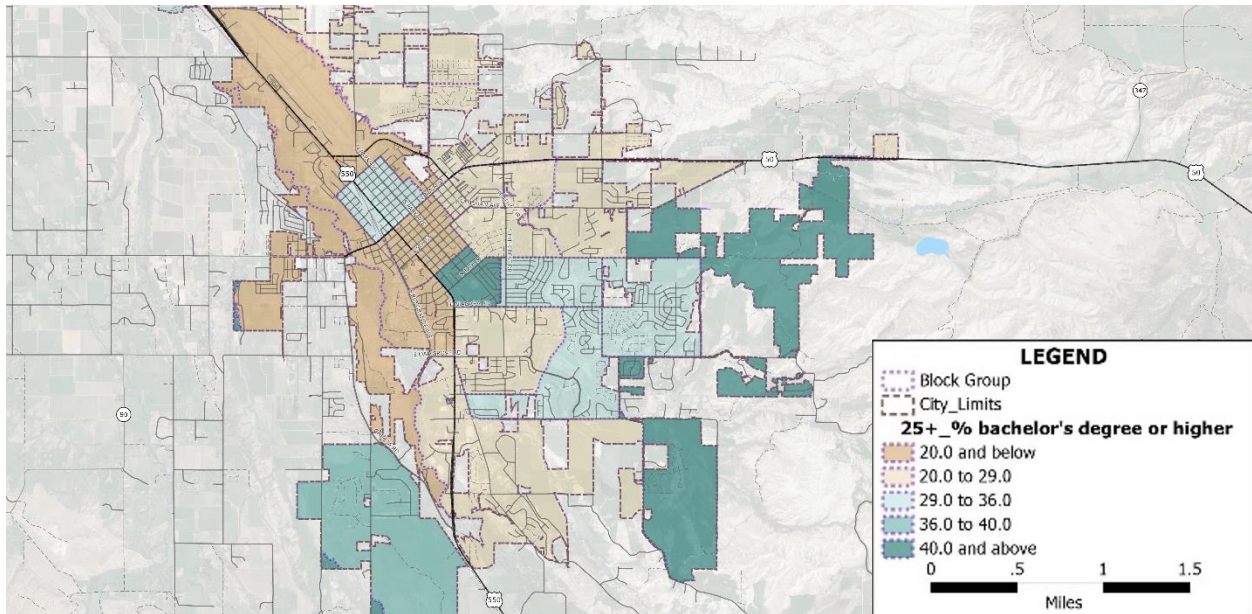 347
50
50
550
90
550
LEGEND
Block Group
City_Limits
25+_% bachelor's degree or higher
20.0 and below
20.0 to 29.0
29.0 to 36.0
36.0 to 40.0
40.0 and above
0 .5 1 1.5
Miles